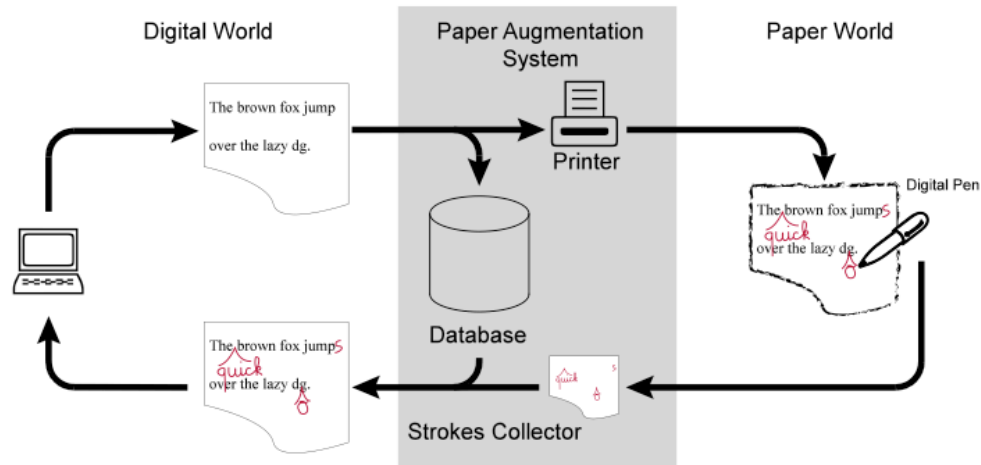 Digital World
Paper Augmentation
System
Paper World
The brown fox jump
over the lazy dg.
Printer
Digital Pen
The brown fox jumps
quick
over the lazy dg.
o
Database
The brown fox jumps
quick
over the lazy dg.
o
s
quick
o
Strokes Collector